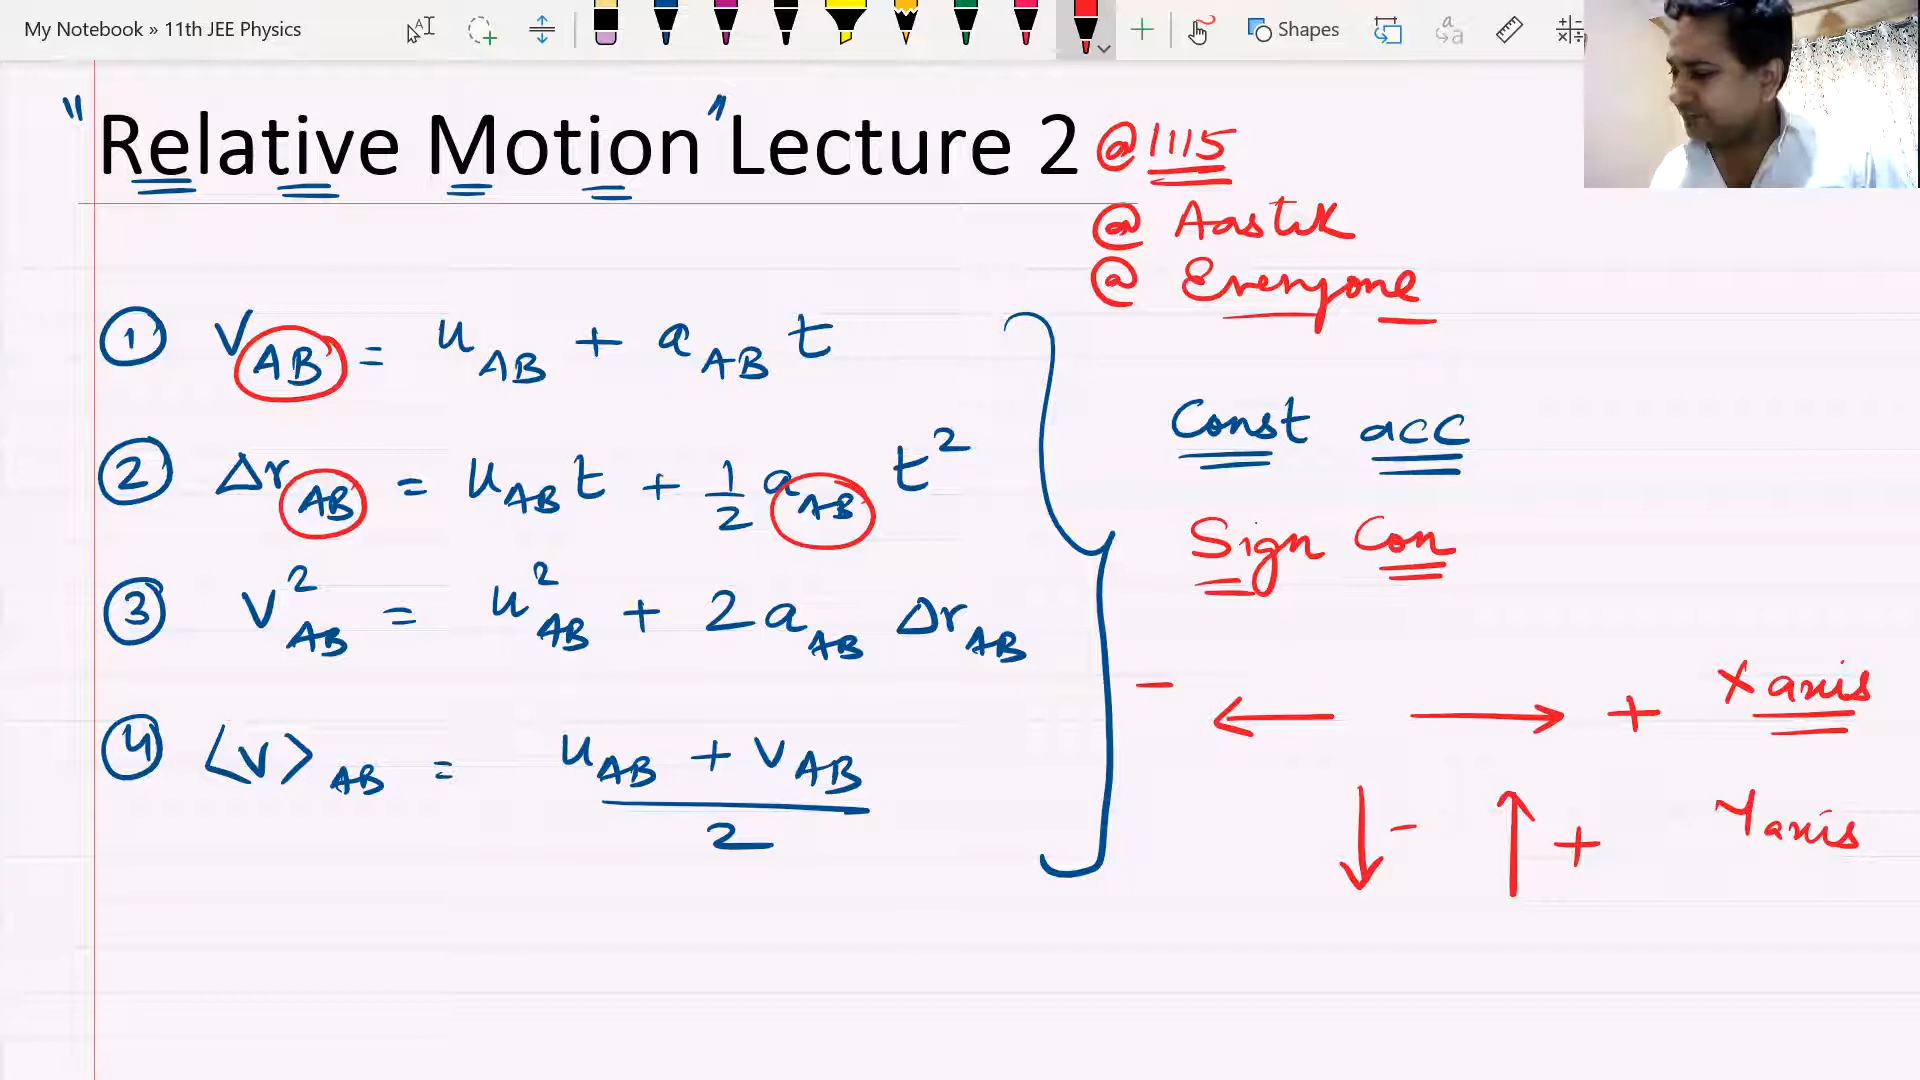 My Notebook » 11th JEE Physics
Shapes
"Relative Motion" Lecture 2 @1115
@ Aastik
@ Everyone
① V_AB = u_AB + a_AB t
② Δr_AB = u_AB t + 1/2 a_AB t²
③ V²_AB = u²_AB + 2 a_AB Δr_AB
④ <v>_AB = (u_AB + v_AB)/2
Const acc
Sign Con
- ← → + X axis
↓ - ↑ + Y axis